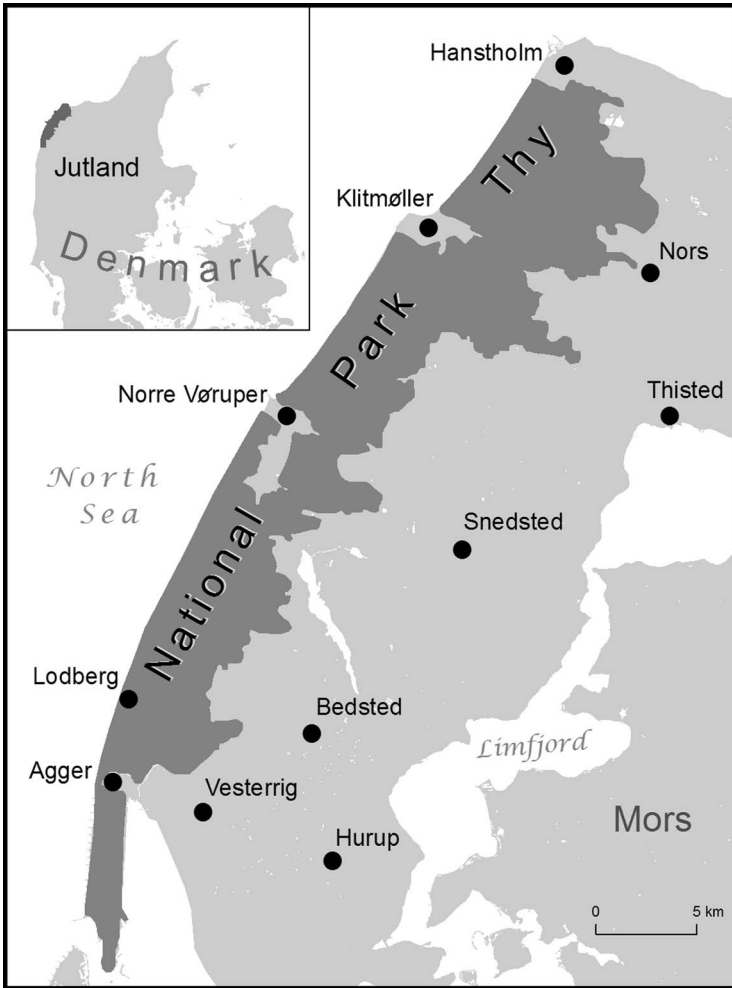 Jutland
Denmark
Hanstholm
Thy
Klitmøller
Nors
Park
Norre Vøruper
Thisted
North
Sea
Snedsted
National
Lodberg
Bedsted
Limfjord
Agger
Vesterrig
Mors
Hurup
0 5 km